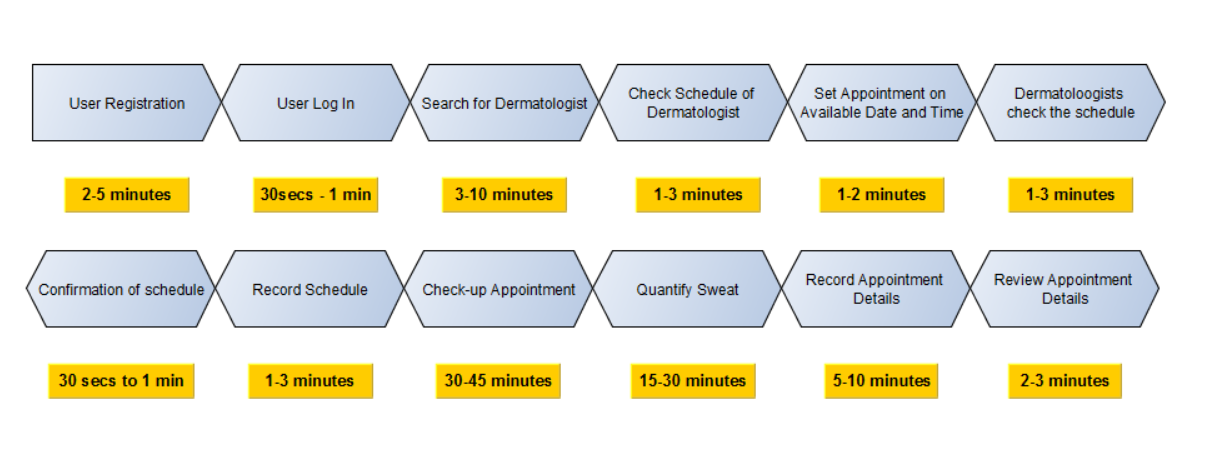 User Registration
User Log In
Search for Dermatologist
Check Schedule of
Dermatologist
Set Appointment on
Available Date and Time
Dermatoloogists
check the schedule
2-5 minutes
30secs - 1 min
3-10 minutes
1-3 minutes
1-2 minutes
1-3 minutes
Confirmation of schedule
Record Schedule
Check-up Appointment
Quantify Sweat
Record Appointment
Details
Review Appointment
Details
30 secs to 1 min
1-3 minutes
30-45 minutes
15-30 minutes
5-10 minutes
2-3 minutes